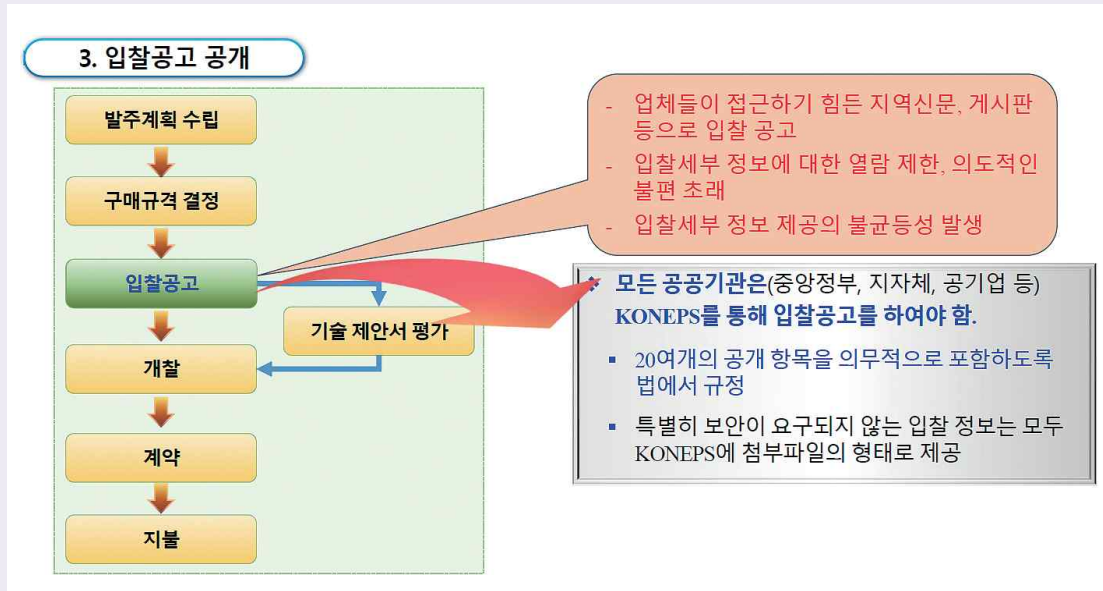 3. 입찰공고 공개
발주계획 수립
구매규격 결정
입찰공고
기술 제안서 평가
개찰
계약
지불
- 업체들이 접근하기 힘든 지역신문, 게시판
등으로 입찰 공고
- 입찰세부 정보에 대한 열람 제한, 의도적인
불편 초래
- 입찰세부 정보 제공의 불균등성 발생
❖ 모든 공공기관은(중앙정부, 지자체, 공기업 등)
KONEPS를 통해 입찰공고를 하여야 함.
▪ 20여개의 공개 항목을 의무적으로 포함하도록
법에서 규정
▪ 특별히 보안이 요구되지 않는 입찰 정보는 모두
KONEPS에 첨부파일의 형태로 제공